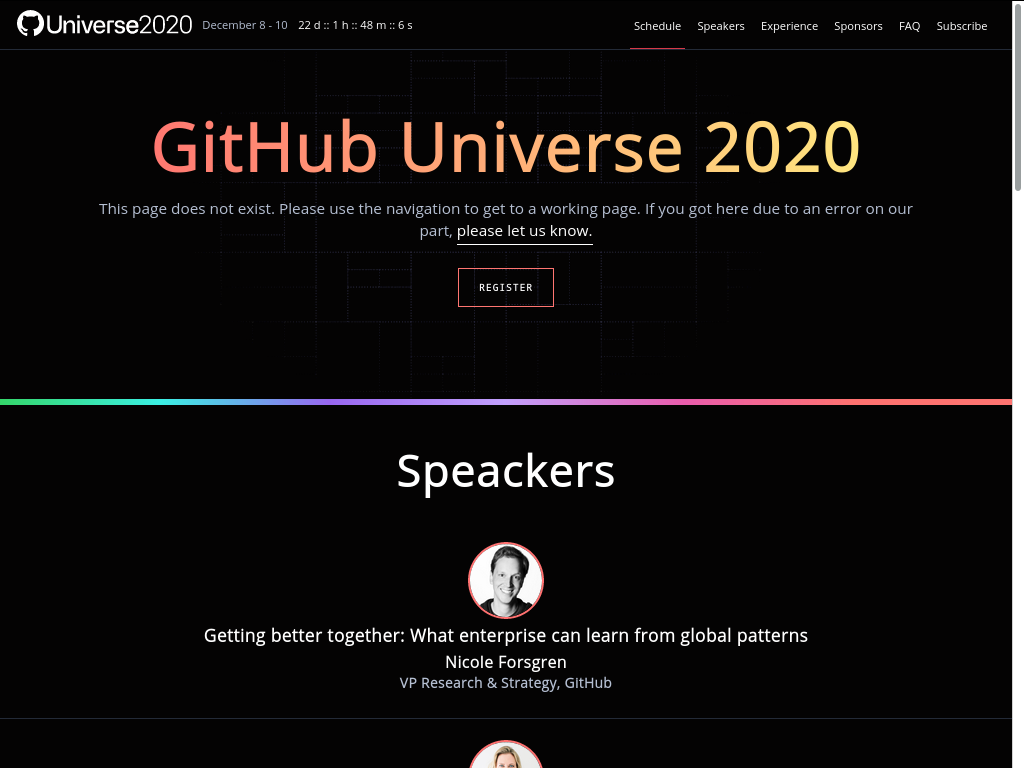 Universe2020 December 8 - 10 22 d :: 1 h :: 48 m :: 6 s Schedule Speakers Experience Sponsors FAQ Subscribe
GitHub Universe 2020
This page does not exist. Please use the navigation to get to a working page. If you got here due to an error on our
part, please let us know.
REGISTER
Speackers
Getting better together: What enterprise can learn from global patterns
Nicole Forsgren
VP Research & Strategy, GitHub